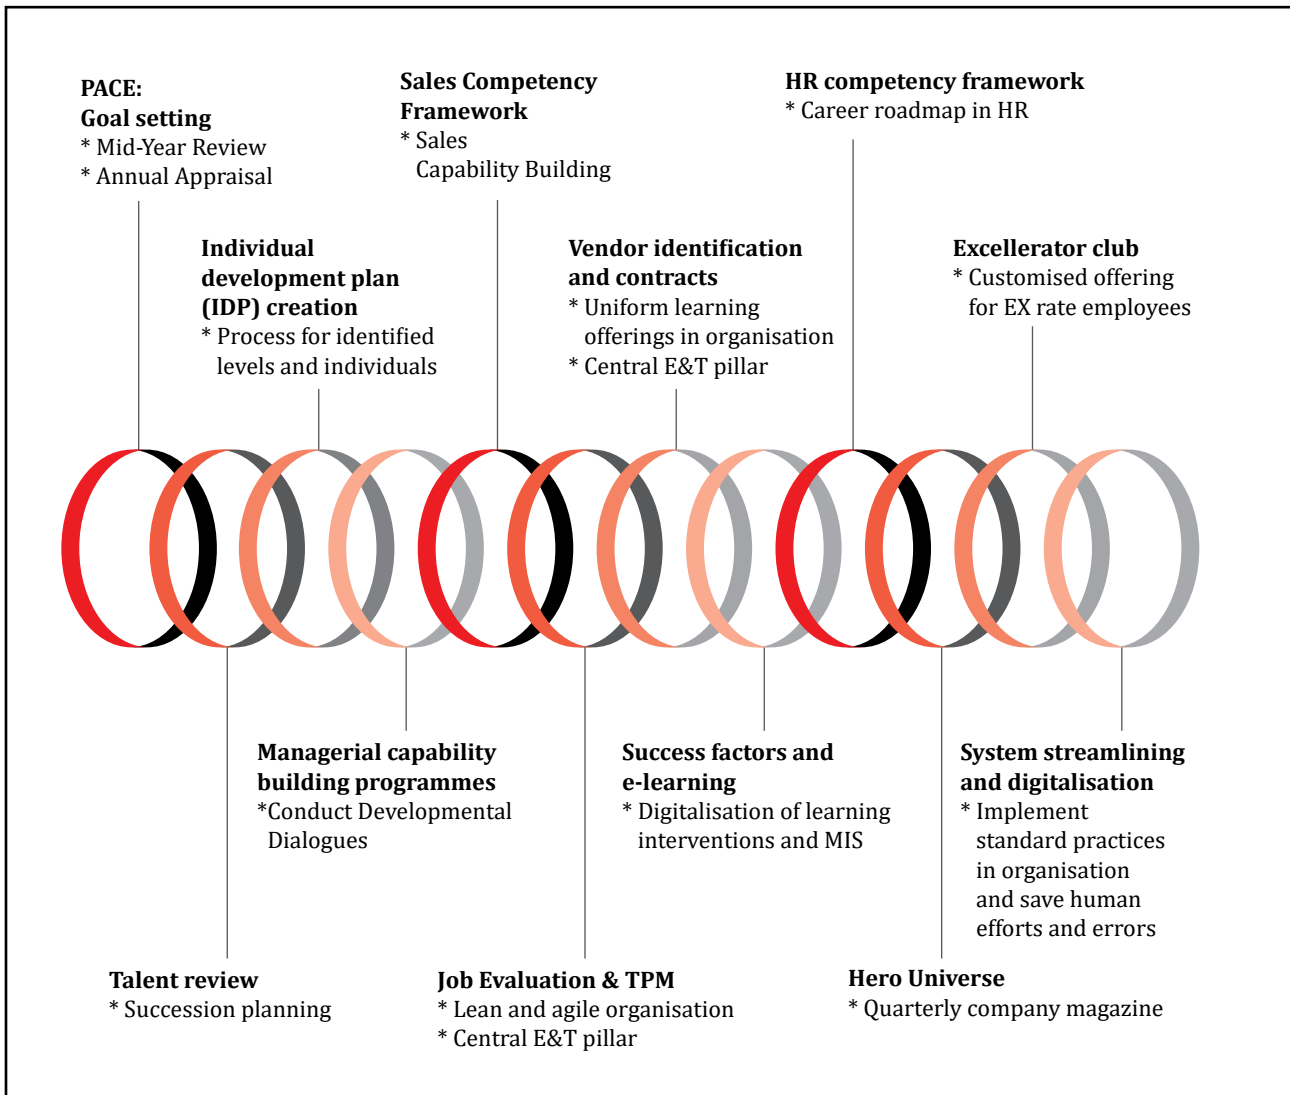 PACE:
Goal setting
* Mid-Year Review
* Annual Appraisal
Sales Competency
Framework
* Sales
Capability Building
HR competency framework
* Career roadmap in HR
Individual
development plan
(IDP) creation
* Process for identified
levels and individuals
Vendor identification
and contracts
* Uniform learning
offerings in organisation
* Central E&T pillar
Excellerator club
* Customised offering
for EX rate employees
Managerial capability
building programmes
*Conduct Developmental
Dialogues
Success factors and
e-learning
* Digitalisation of learning
interventions and MIS
System streamlining
and digitalisation
* Implement
standard practices
in organisation
and save human
efforts and errors
Talent review
* Succession planning
Job Evaluation & TPM
* Lean and agile organisation
* Central E&T pillar
Hero Universe
* Quarterly company magazine